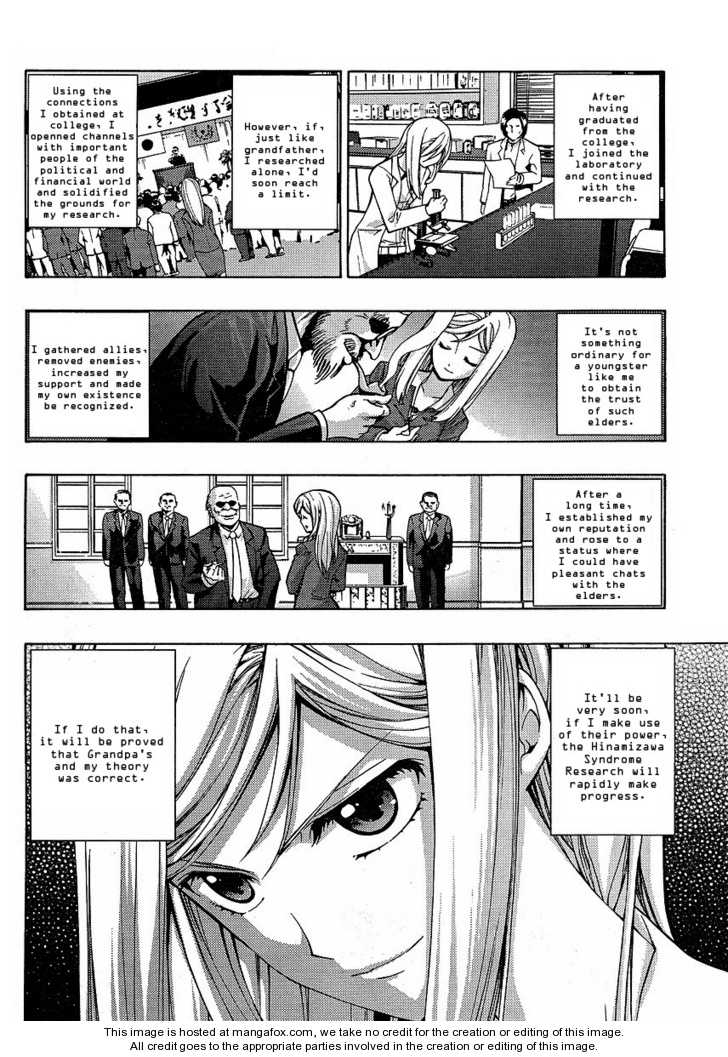 After
having
graduated
from the
college,
I joined the
laboratory
and continued
with the
research.
However, if,
just like
grandfather,
I researched
alone, I'd
soon reach
a limit.
Using the
connections
I obtained at
college, I
openned channels
with important
people of the
political and
financial world
and solidified
the grounds for
my research.
It's not
something
ordinary for
a youngster
like me
to obtain
the trust
of such
elders.
I gathered allies,
removed enemies,
increased my
support and made
my own existence
be recognized.
After a
long time,
I established my
own reputation
and rose to a
status where
I could have
pleasant chats
with the
elders.
It'll be
very soon,
if I make use
of their power,
the Hinamizawa
Syndrome
Research will
rapidly make
progress.
If I do that,
it will be proved
that Grandpa's
and my theory
was correct.
This image is hosted at mangafox.com, we take no credit for the creation or editing of this image.
All credit goes to the appropriate parties involved in the creation or editing of this image.